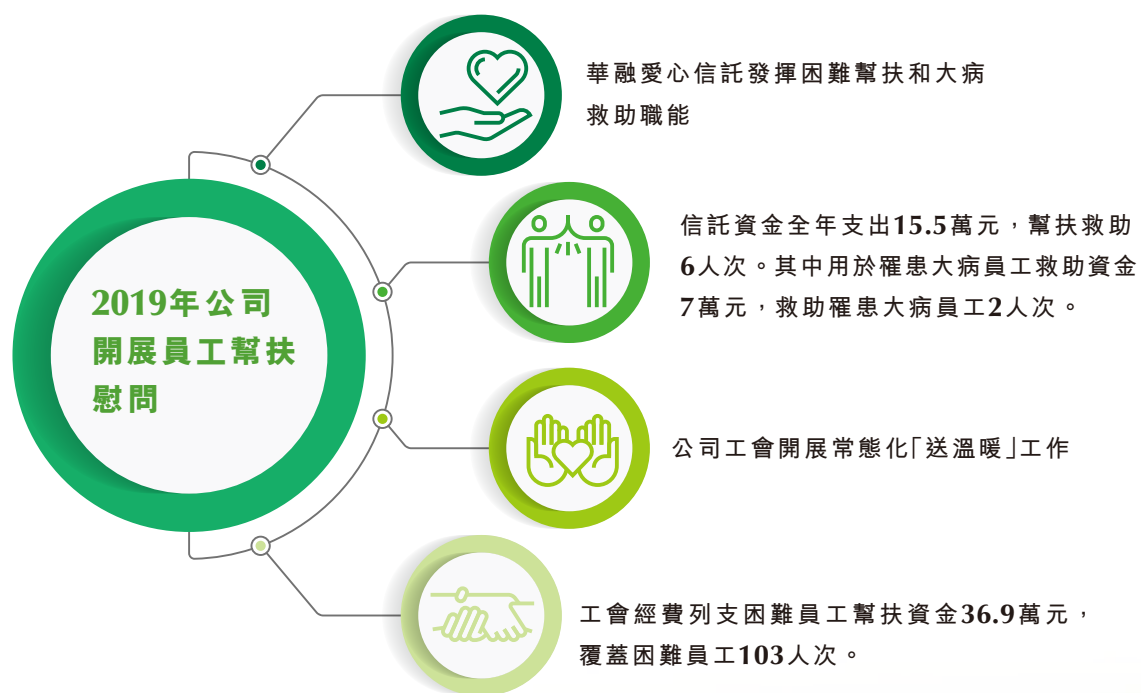 華融愛心信託發揮困難幫扶和大病
救助職能
信託資金全年支出15.5萬元，幫扶救助
6人次。其中用於罹患大病員工救助資金
7萬元，救助罹患大病員工2人次。
2019年公司
開展員工幫扶
慰問
公司工會開展常態化「送溫暖」工作
工會經費列支困難員工幫扶資金36.9萬元，
覆蓋困難員工103人次。